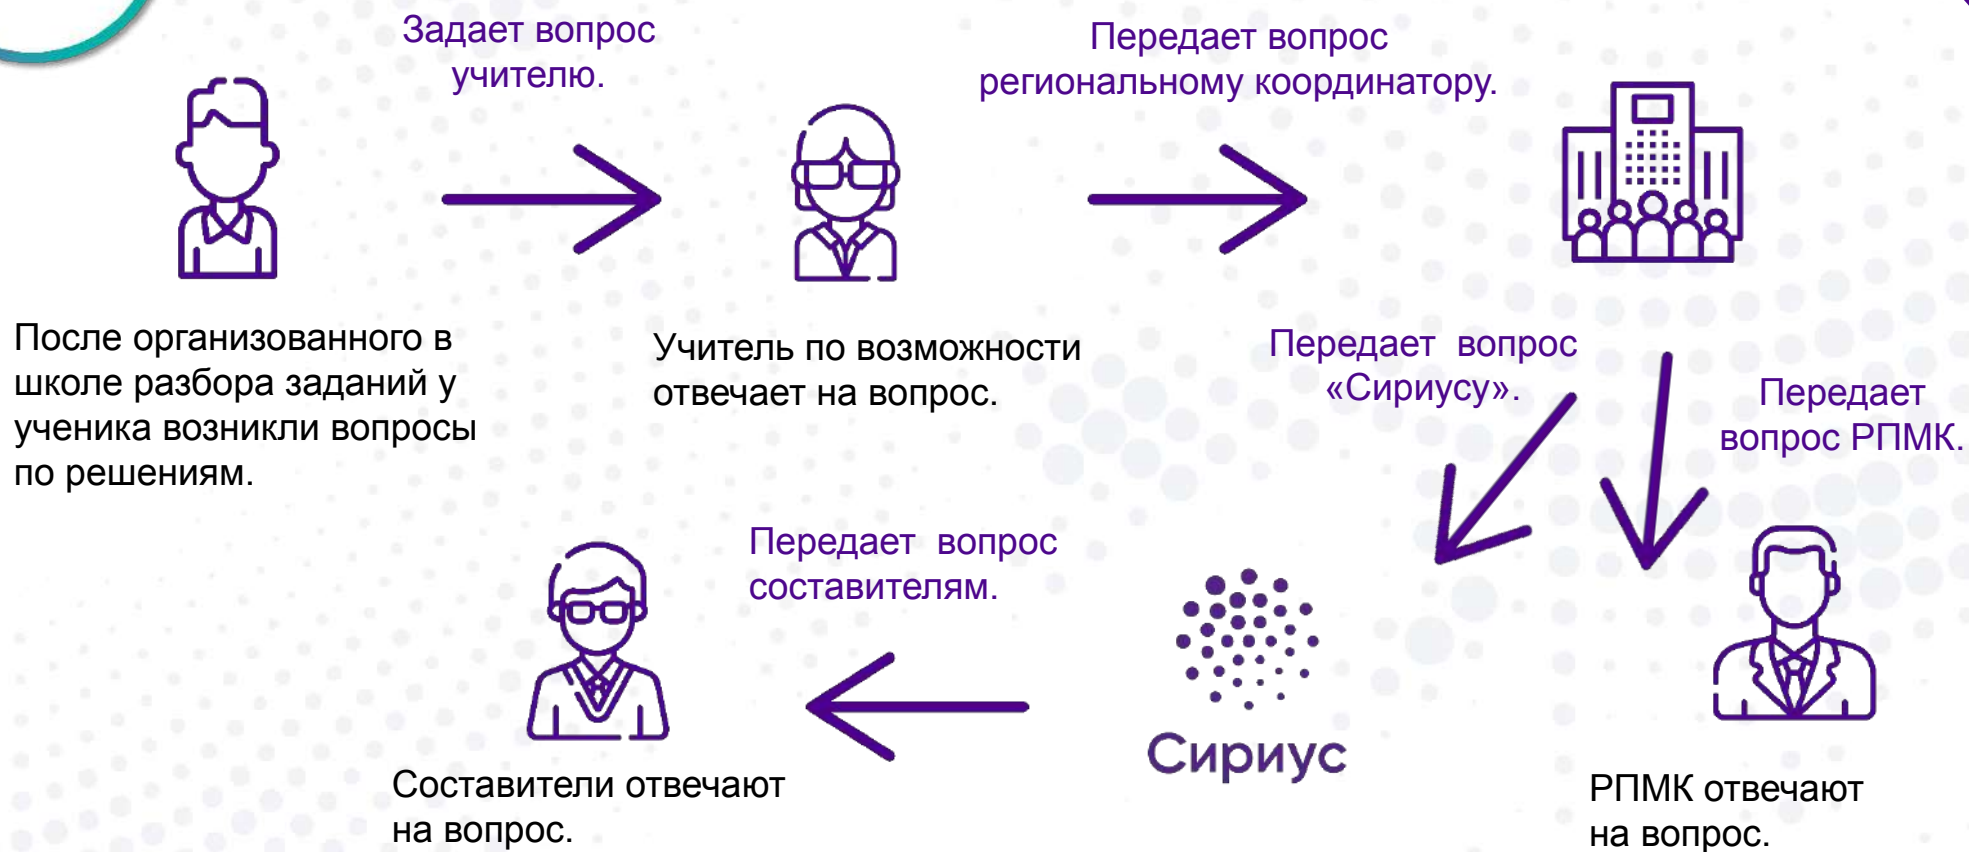 Задает вопрос
учителю.
Передает вопрос
региональному координатору.
После организованного в
школе разбора заданий у
ученика возникли вопросы
по решениям.
Учитель по возможности
отвечает на вопрос.
Передает  вопрос
«Сириусу».
Передает
вопрос РПМК.
Передает  вопрос
составителям.
Сириус
Составители отвечают
на вопрос.
РПМК отвечают
на вопрос.